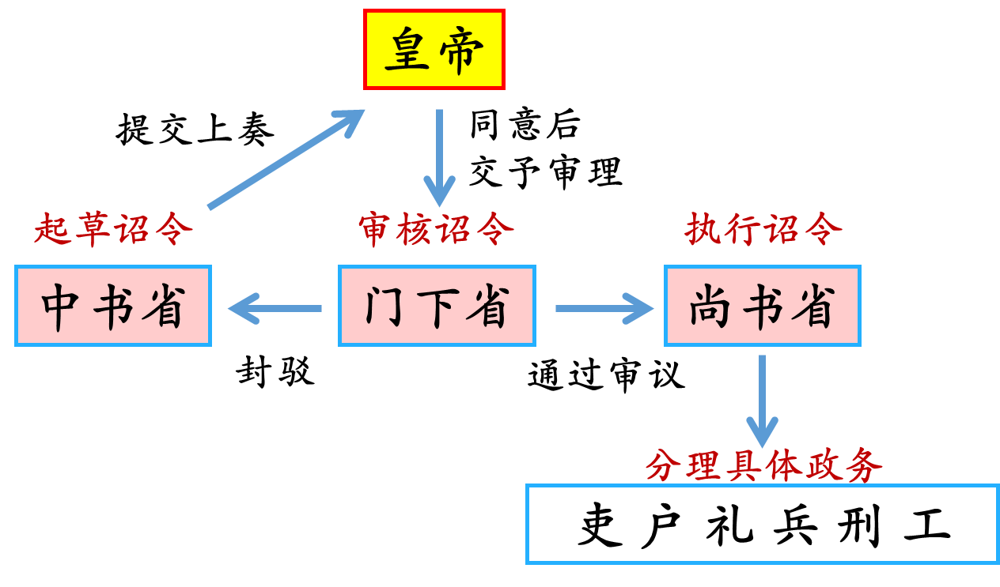 皇帝
提交上奏
同意后
交予审理
起草诏令
审核诏令
执行诏令
中书省
门下省
尚书省
封驳
通过审议
分理具体政务
吏户礼兵刑工